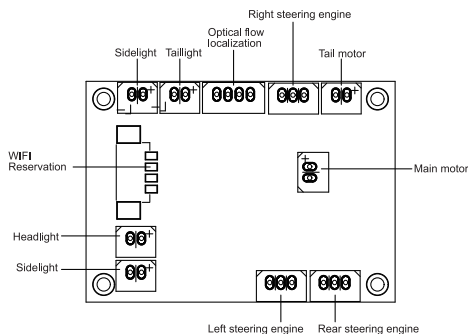 Right steering engine
Optical flow
localization
Sidelight
Taillight
Tail motor
WIFI
Reservation
Main motor
Headlight
Sidelight
Left steering engine
Rear steering engine